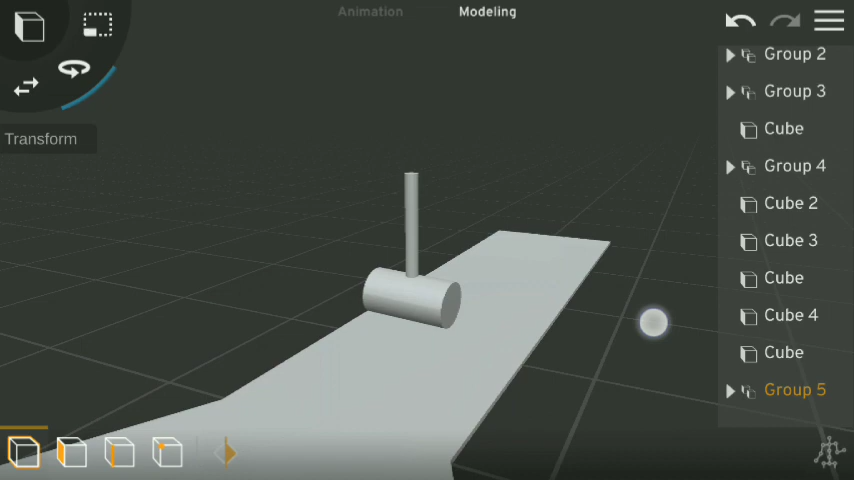 Animation
Modeling
Transform
Group 2
Group 3
Cube
Group 4
Cube 2
Cube 3
Cube
Cube 4
Cube
Group 5